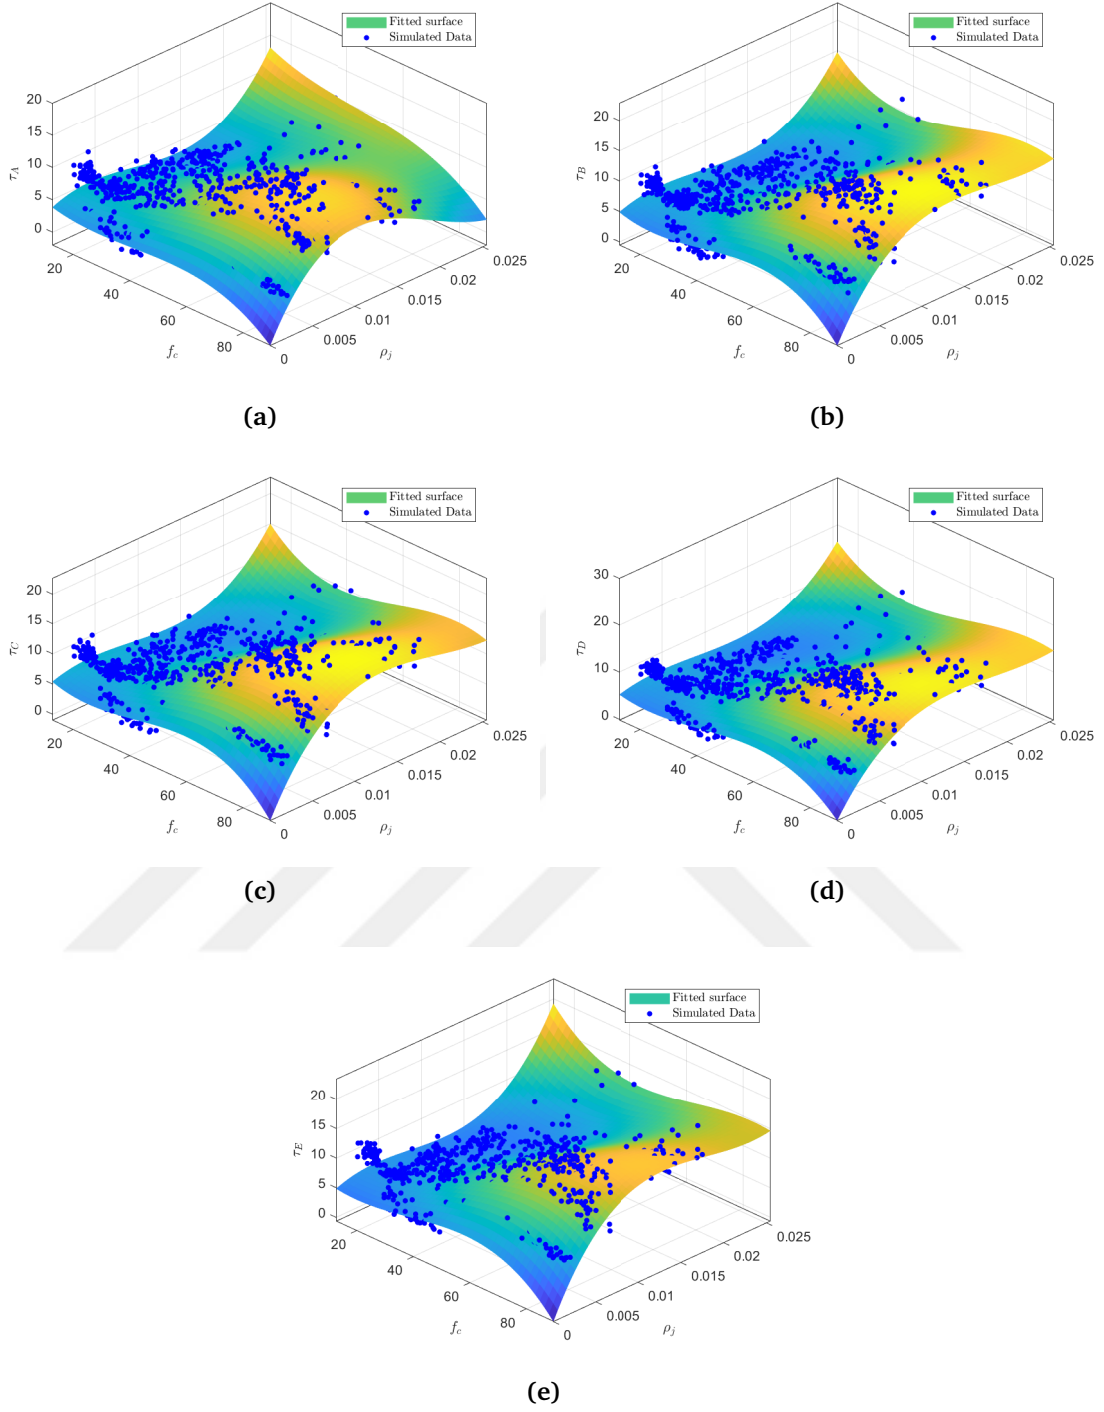 Fitted surface
Simulated Data
20
15
10
5
0
τ_A
20
40
60
80
f_c
0
0.005
0.01
0.015
0.02
0.025
ρ_j
(a)
Fitted surface
Simulated Data
20
15
10
5
0
τ_B
20
40
60
80
f_c
0
0.005
0.01
0.015
0.02
0.025
ρ_j
(b)
Fitted surface
Simulated Data
20
15
10
5
0
τ_C
20
40
60
80
f_c
0
0.005
0.01
0.015
0.02
0.025
ρ_j
(c)
Fitted surface
Simulated Data
30
20
10
0
τ_D
20
40
60
80
f_c
0
0.005
0.01
0.015
0.02
0.025
ρ_j
(d)
Fitted surface
Simulated Data
20
15
10
5
0
τ_E
20
40
60
80
f_c
0
0.005
0.01
0.015
0.02
0.025
ρ_j
(e)